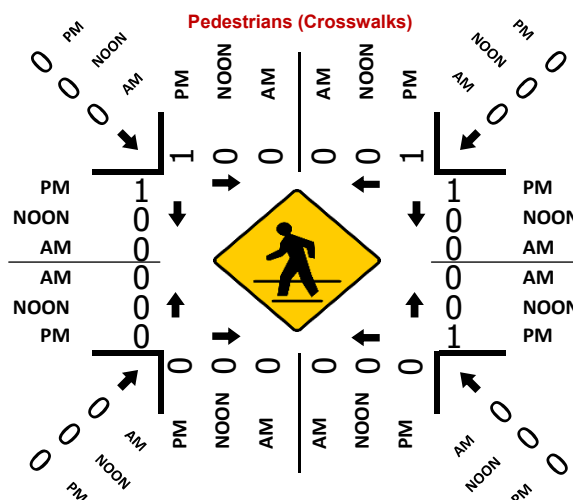 Pedestrians (Crosswalks)
0 PM
0 NOON
0 AM
PM NOON AM AM NOON PM
1 0 0 0 0 1
PM 0
NOON 0
AM 0
PM 1 1 PM
NOON 0 0 NOON
AM 0 0 AM
AM 0 0 AM
NOON 0 0 NOON
PM 0 1 PM
0 0 0 0 0 0
PM NOON AM AM NOON PM
0 AM
0 NOON
0 PM
AM 0
NOON 0
PM 0